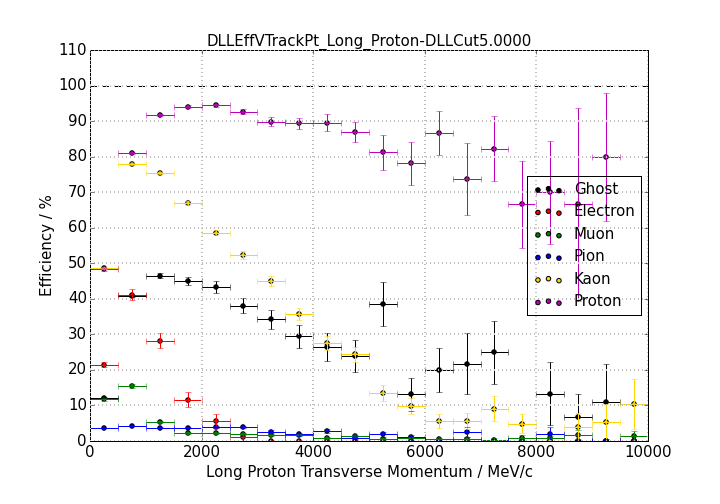 DLLEffVTrackPt_Long_Proton-DLLCut5.0000
110
100
90
80
70
60
50
40
30
20
10
0
Efficiency / %
Ghost
Electron
Muon
Pion
Kaon
Proton
0 2000 4000 6000 8000 10000
Long Proton Transverse Momentum / MeV/c